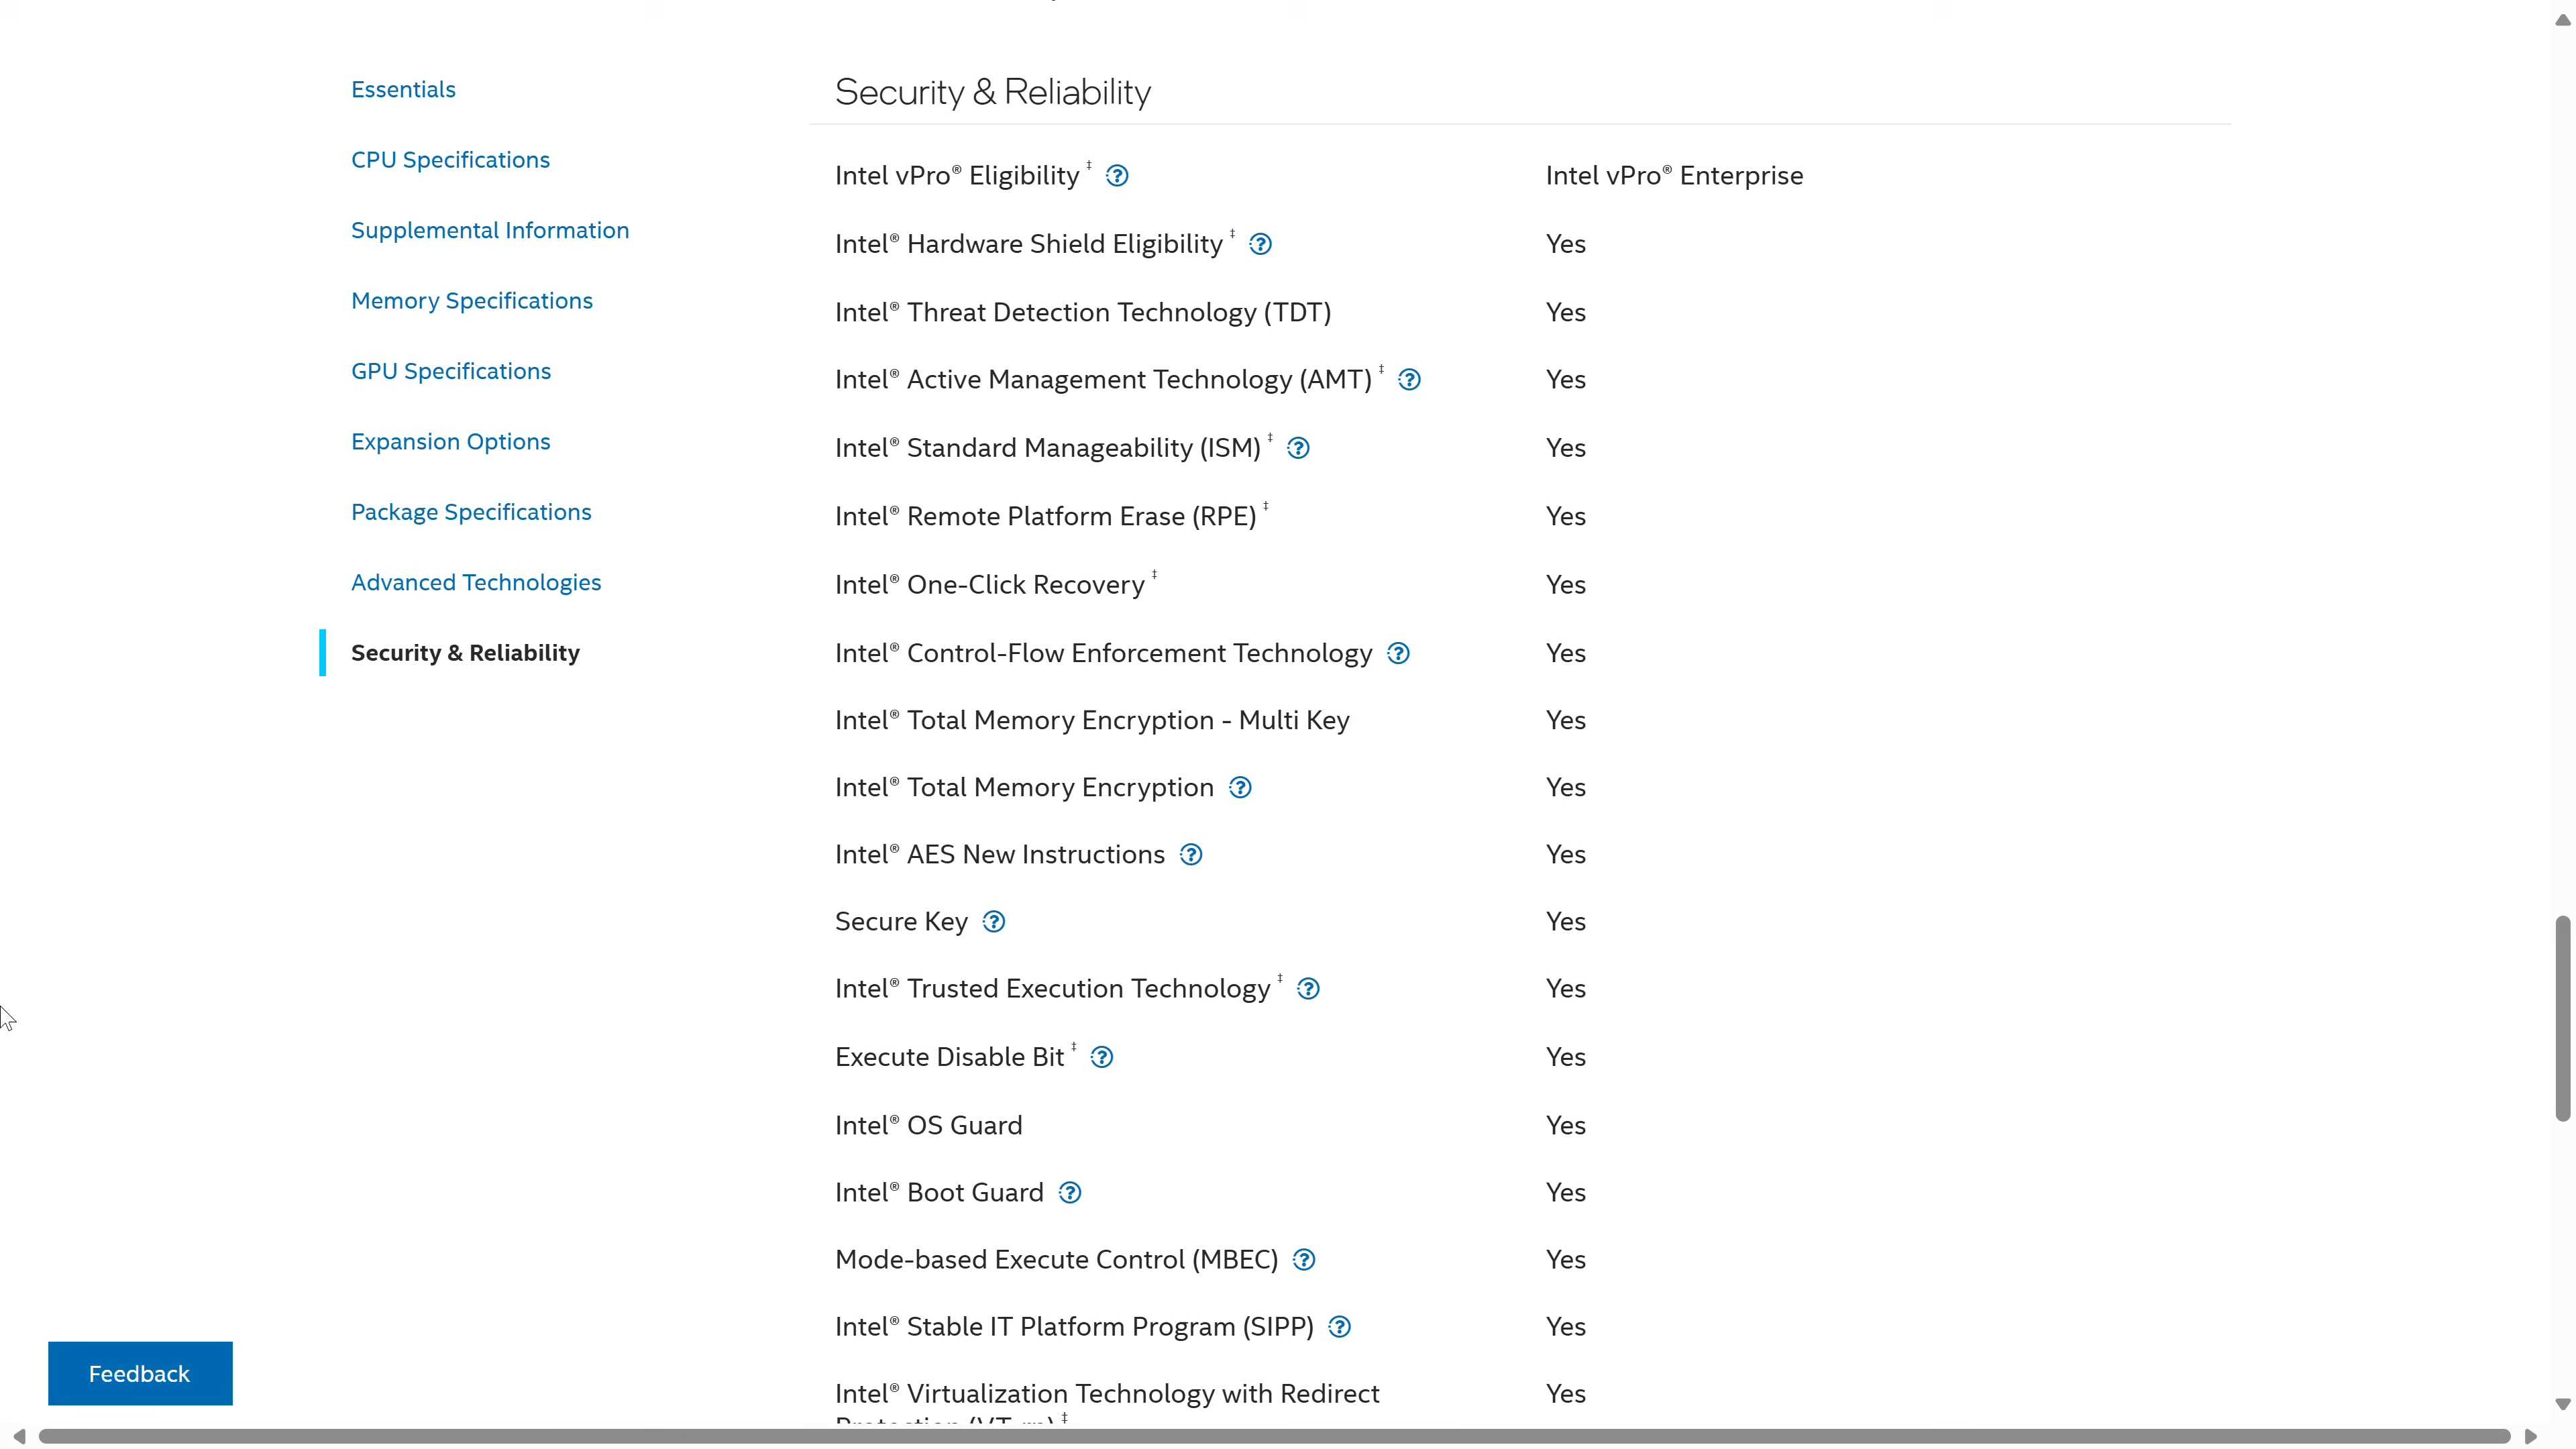 Essentials
CPU Specifications
Supplemental Information
Memory Specifications
GPU Specifications
Expansion Options
Package Specifications
Advanced Technologies
Security & Reliability
Security & Reliability
Intel vPro® Eligibility ‡ Intel vPro® Enterprise
Intel® Hardware Shield Eligibility ‡ Yes
Intel® Threat Detection Technology (TDT) Yes
Intel® Active Management Technology (AMT) ‡ Yes
Intel® Standard Manageability (ISM) ‡ Yes
Intel® Remote Platform Erase (RPE) ‡ Yes
Intel® One-Click Recovery ‡ Yes
Intel® Control-Flow Enforcement Technology Yes
Intel® Total Memory Encryption - Multi Key Yes
Intel® Total Memory Encryption Yes
Intel® AES New Instructions Yes
Secure Key Yes
Intel® Trusted Execution Technology ‡ Yes
Execute Disable Bit ‡ Yes
Intel® OS Guard Yes
Intel® Boot Guard Yes
Mode-based Execute Control (MBEC) Yes
Intel® Stable IT Platform Program (SIPP) Yes
Intel® Virtualization Technology with Redirect Yes
Feedback